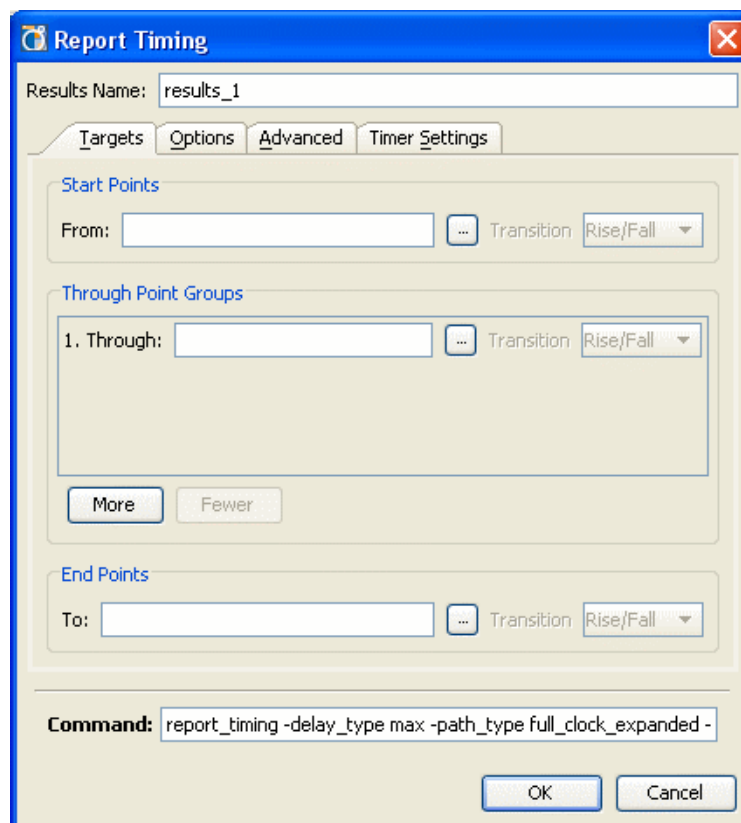 Report Timing
Results Name: results_1
Targets Options Advanced Timer Settings
Start Points
From: ... Transition Rise/Fall
Through Point Groups
1. Through: ... Transition Rise/Fall
More Fewer
End Points
To: ... Transition Rise/Fall
Command: report_timing -delay_type max -path_type full_clock_expanded -
OK Cancel